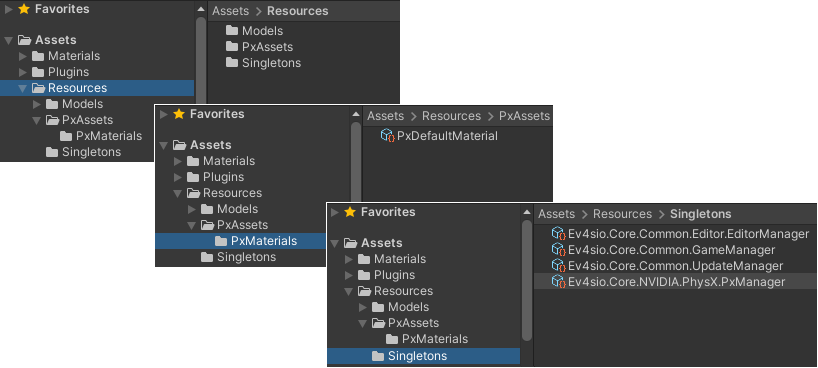 Favorites
Assets
Materials
Plugins
Resources
Models
PxAssets
PxMaterials
Singletons
Assets > Resources
Models
PxAssets
Singletons
Favorites
Assets
Materials
Plugins
Resources
Models
PxAssets
PxMaterials
Singletons
Assets > Resources > PxAssets
PxDefaultMaterial
Favorites
Assets
Materials
Plugins
Resources
Models
PxAssets
PxMaterials
Singletons
Assets > Resources > Singletons
Ev4sio.Core.Common.Editor.EditorManager
Ev4sio.Core.Common.GameManager
Ev4sio.Core.Common.UpdateManager
Ev4sio.Core.NVIDIA.PhysX.PxManager